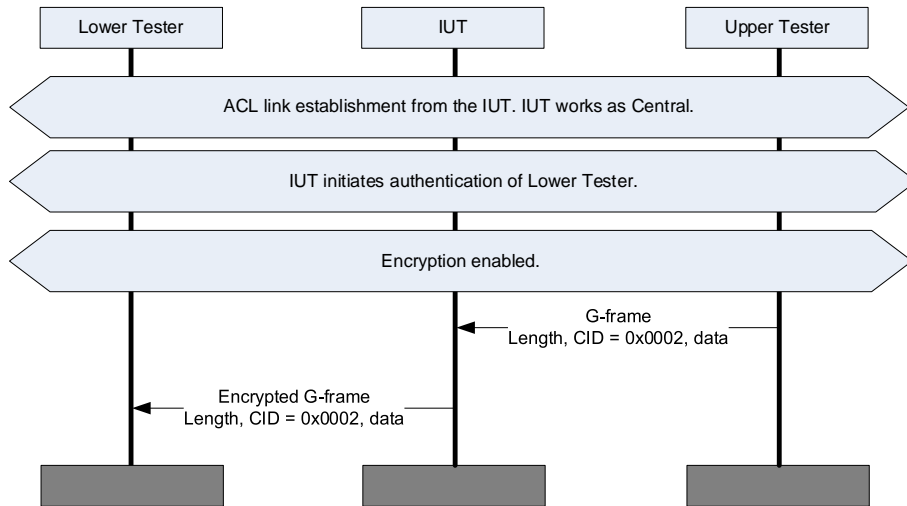 Lower Tester
IUT
Upper Tester
ACL link establishment from the IUT. IUT works as Central.
IUT initiates authentication of Lower Tester.
Encryption enabled.
G-frame
Length, CID = 0x0002, data
Encrypted G-frame
Length, CID = 0x0002, data